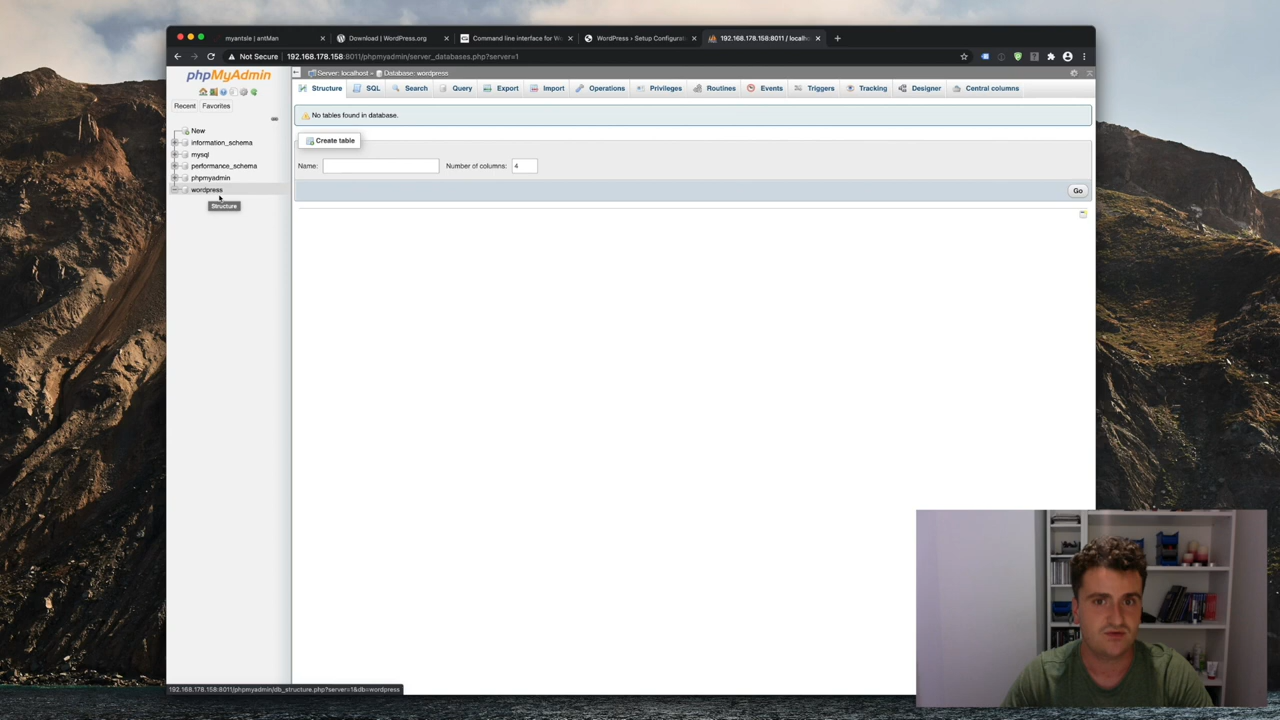 myantsle | antMan
Download | WordPress.org
Command line interface for W
WordPress › Setup Configurat
192.168.178.158:8011 / localh
Not Secure
192.168.178.158:8011/phpmyadmin/server_databases.php?server=1
phpMyAdmin
Recent
Favorites
New
information_schema
mysql
performance_schema
phpmyadmin
wordpress
Structure
Server: localhost » Database: wordpress
Structure
SQL
Search
Query
Export
Import
Operations
Privileges
Routines
Events
Triggers
Tracking
Designer
Central columns
No tables found in database.
Create table
Name:
Number of columns: 4
Go
192.168.178.158:8011/phpmyadmin/db_structure.php?server=1&db=wordpress